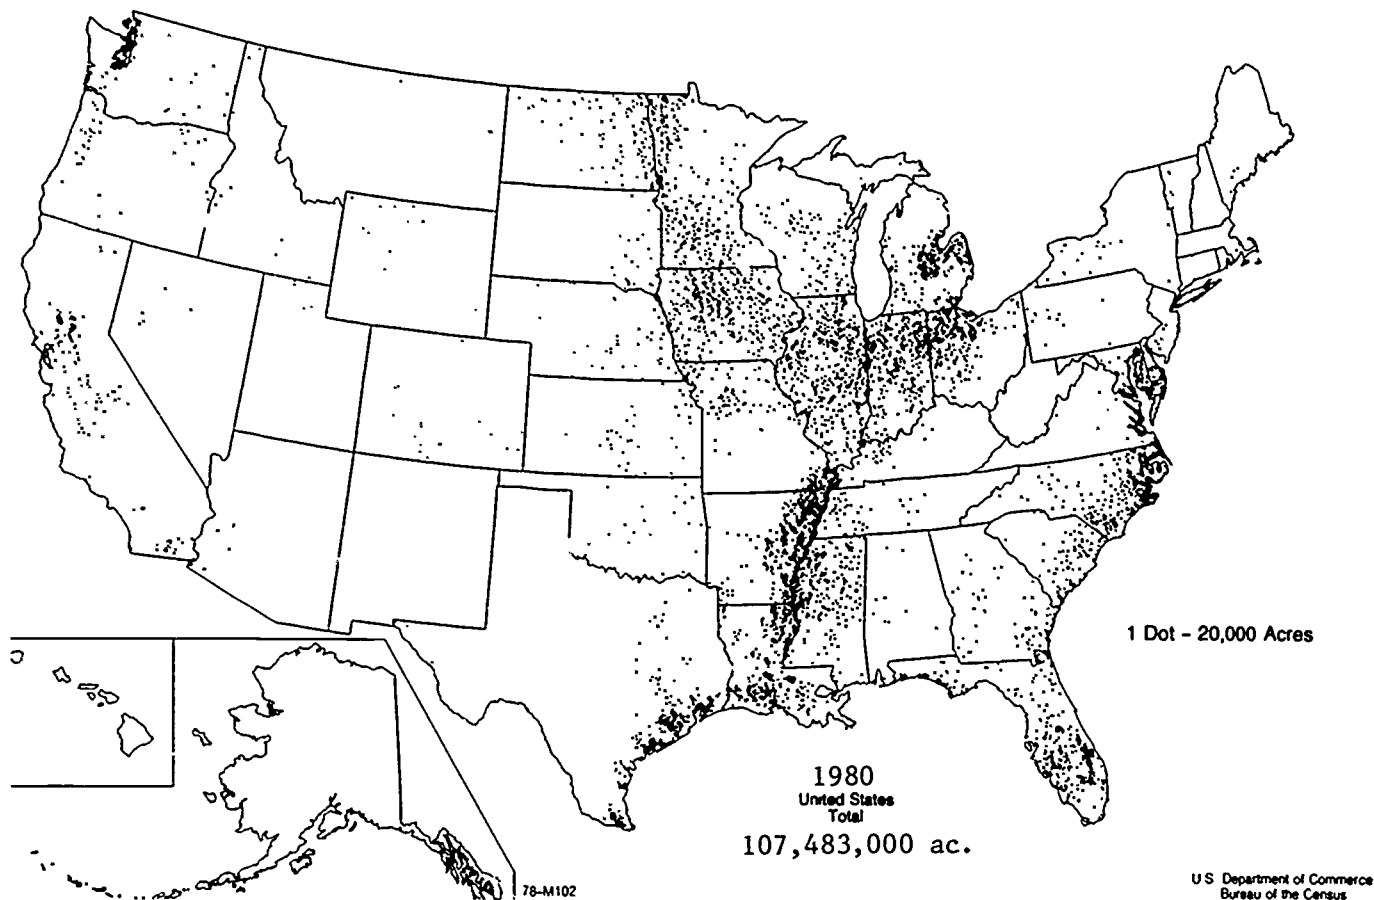 1 Dot – 20,000 Acres
1980
United States
Total
107,483,000 ac.
78-M102
U S Department of Commerce
Bureau of the Census